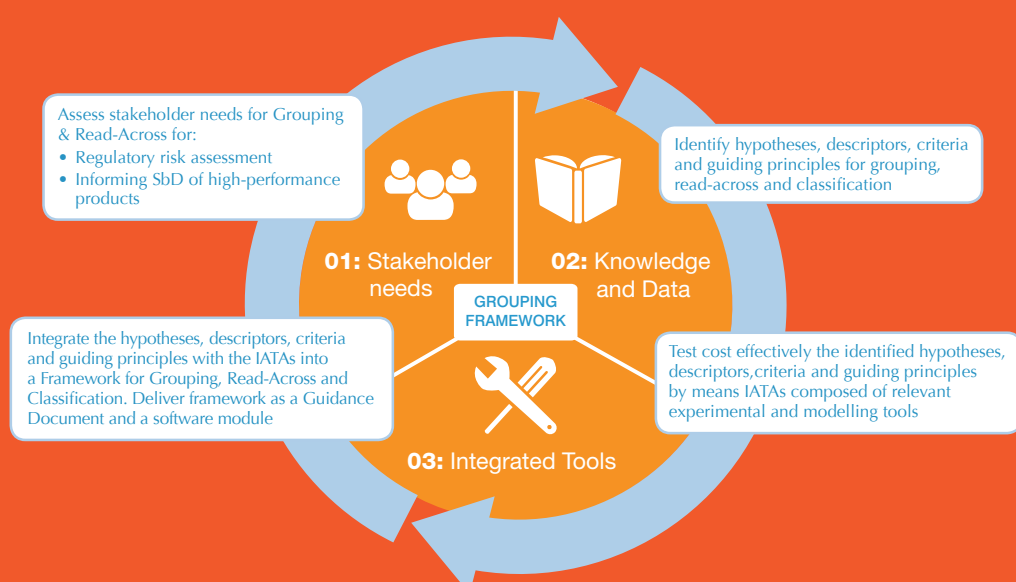 Assess stakeholder needs for Grouping
& Read-Across for:
• Regulatory risk assessment
• Informing SbD of high-performance
products
Identify hypotheses, descriptors, criteria
and guiding principles for grouping,
read-across and classification
01: Stakeholder
needs
02: Knowledge
and Data
GROUPING
FRAMEWORK
Integrate the hypotheses, descriptors, criteria
and guiding principles with the IATAs into
a Framework for Grouping, Read-Across and
Classification. Deliver framework as a Guidance
Document and a software module
Test cost effectively the identified hypotheses,
descriptors,criteria and guiding principles
by means IATAs composed of relevant
experimental and modelling tools
03: Integrated Tools